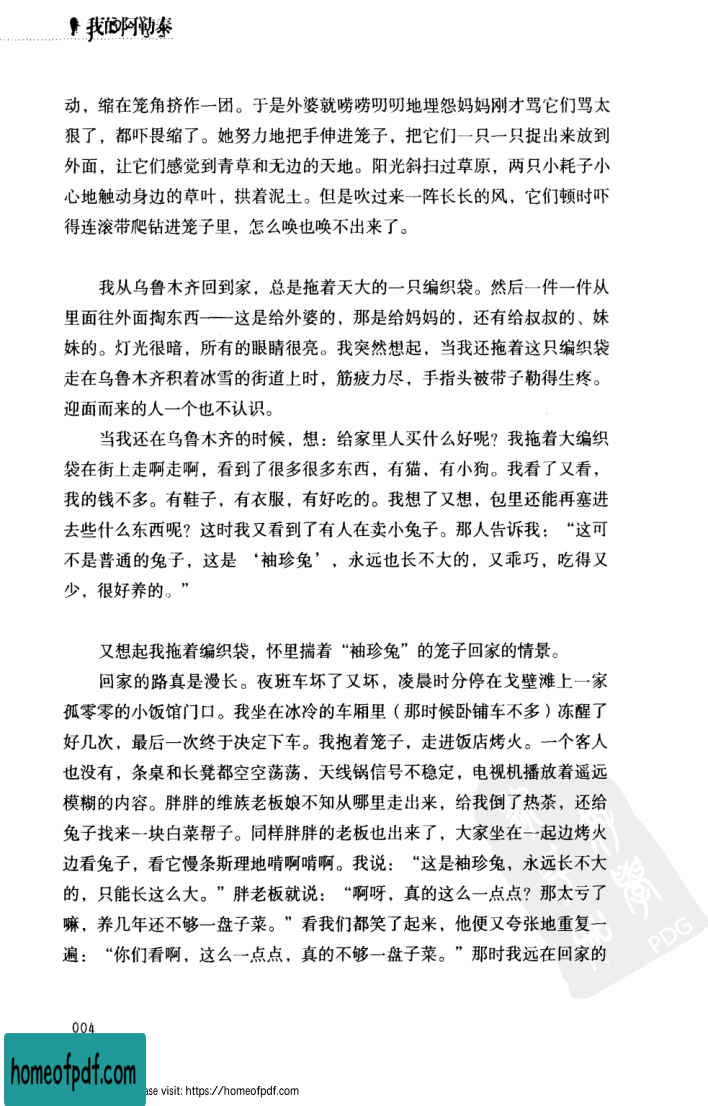 我的阿勒泰
动，缩在笼角挤作一团。于是外婆就唠唠叨叨地埋怨妈妈刚才骂它们骂太
狠了，都吓畏缩了。她努力地把手伸进笼子，把它们一只一只捉出来放到
外面，让它们感觉到青草和无边的天地。阳光斜扫过草原，两只小耗子小
心地触动身边的草叶，拱着泥土。但是吹过来一阵长长的风，它们顿时吓
得连滚带爬钻进笼子里，怎么唤也唤不出来了。
我从乌鲁木齐回到家，总是拖着天大的一只编织袋。然后一件一件从
里面往外面掏东西——这是给外婆的，那是给妈妈的，还有给叔叔的、妹
妹的。灯光很暗，所有的眼睛很亮。我突然想起，当我还拖着这只编织袋
走在乌鲁木齐积着冰雪的街道上时，筋疲力尽，手指头被带子勒得生疼。
迎面而来的人一个也不认识。
当我还在乌鲁木齐的时候，想：给家里人买什么好呢？我拖着大编织
袋在街上走啊走啊，看到了很多很多东西，有猫，有小狗。我看了又看，
我的钱不多。有鞋子，有衣服，有好吃的。我想了又想，包里还能再塞进
去些什么东西呢？这时我又看到了有人在卖小兔子。那人告诉我：“这可
不是普通的兔子，这是‘袖珍兔’，永远也长不大的，又乖巧，吃得又
少，很好养的。”
又想起我拖着编织袋，怀里揣着“袖珍兔”的笼子回家的情景。
回家的路真是漫长。夜班车坏了又坏，凌晨时分停在戈壁滩上一家
孤零零的小饭馆门口。我坐在冰冷的车厢里（那时候卧铺车不多）冻醒了
好几次，最后一次终于决定下车。我抱着笼子，走进饭店烤火。一个客人
也没有，条桌和长凳都空空荡荡，天线锅信号不稳定，电视机播放着遥远
模糊的内容。胖胖的维族老板娘不知从哪里走出来，给我倒了热茶，还给
兔子找来一块白菜帮子。同样胖胖的老板也出来了，大家坐在一起边烤火
边看兔子，看它慢条斯理地啃啊啃啊。我说：“这是袖珍兔，永远长不大
的，只能长这么大。”胖老板就说：“啊呀，真的这么一点点？那太亏了
嘛，养几年还不够一盘子菜。”看我们都笑了起来，他便又夸张地重复一
遍：“你们看啊，这么一点点，真的不够一盘子菜。”那时我远在回家的
PDG
004
homeofpdf.com
ase visit: https://homeofpdf.com